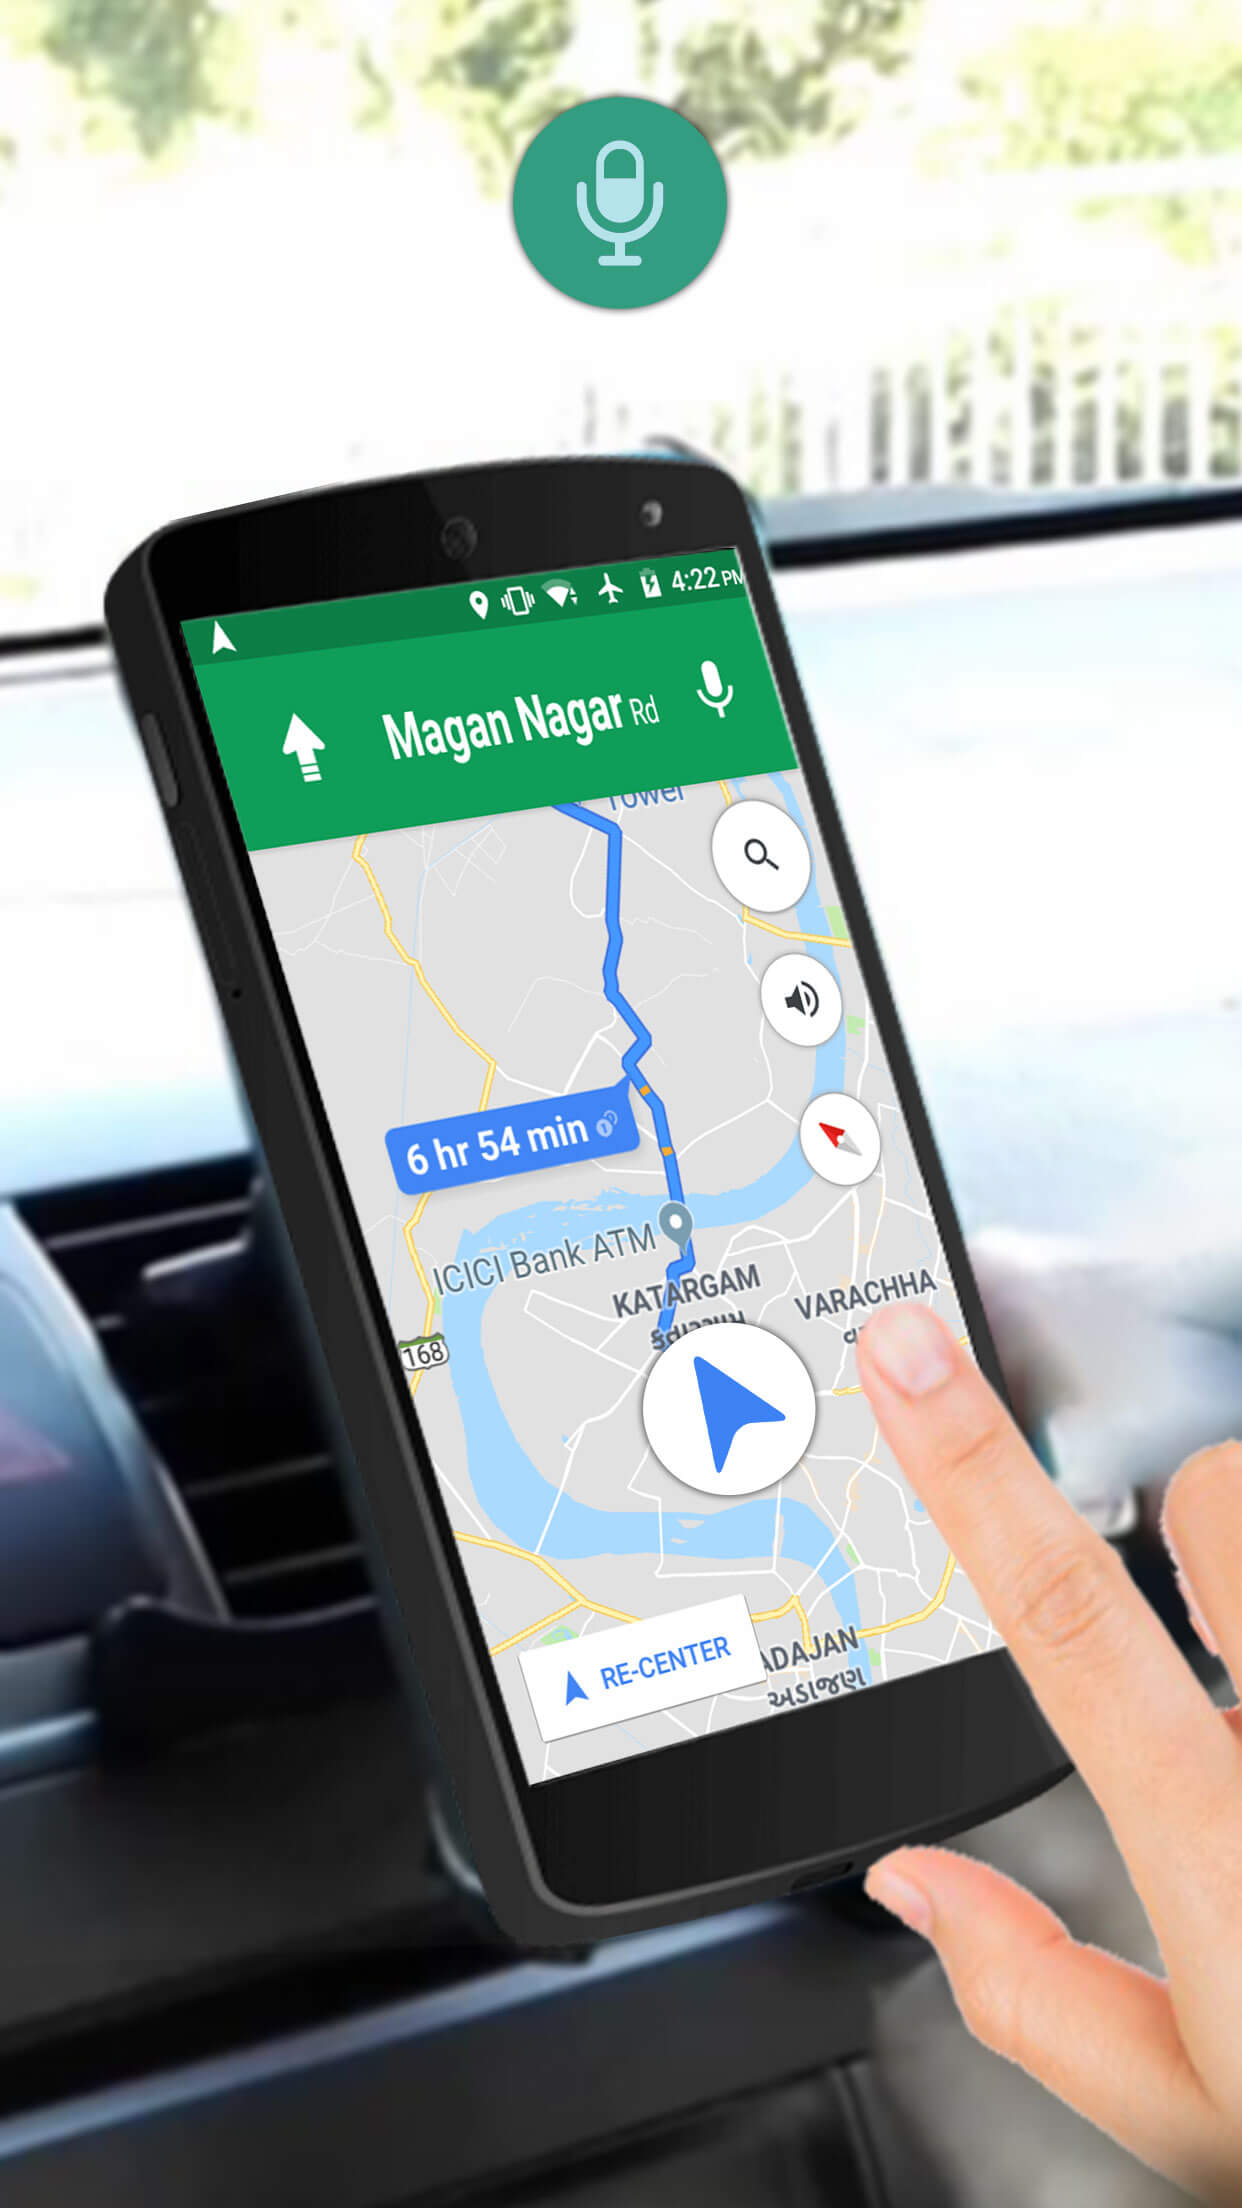 4:22 PM
Magan Nagar Rd
Tower
6 hr 54 min
ICICI Bank ATM
KATARGAM
VARACHHA
168
RE-CENTER
ADAJAN
અડાજણ